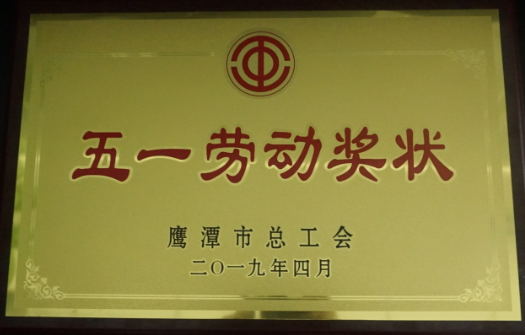 五一劳动奖状
鹰潭市总工会
二〇一九年四月